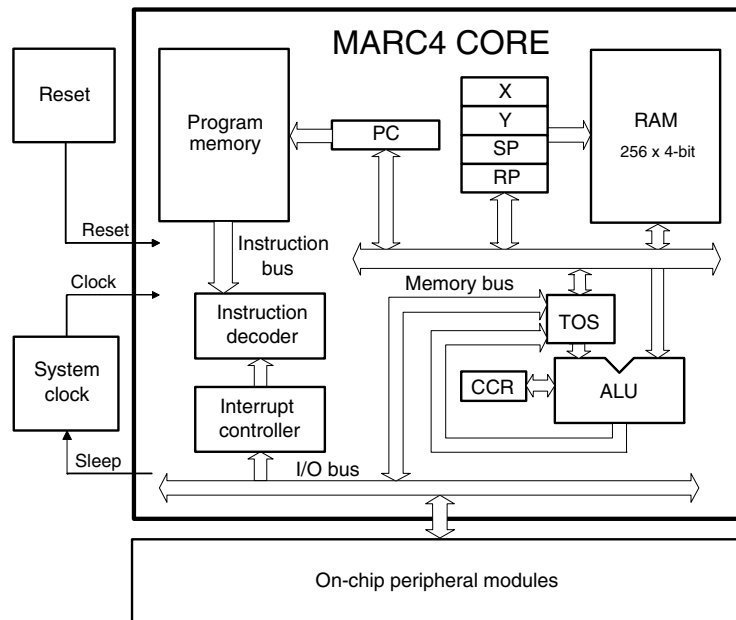 MARC4 CORE
Reset
Program
memory
PC
X
Y
SP
RP
RAM
256 x 4-bit
Reset
Instruction
bus
Clock
Memory bus
Instruction
decoder
TOS
System
clock
CCR
ALU
Interrupt
controller
Sleep
I/O bus
On-chip peripheral modules